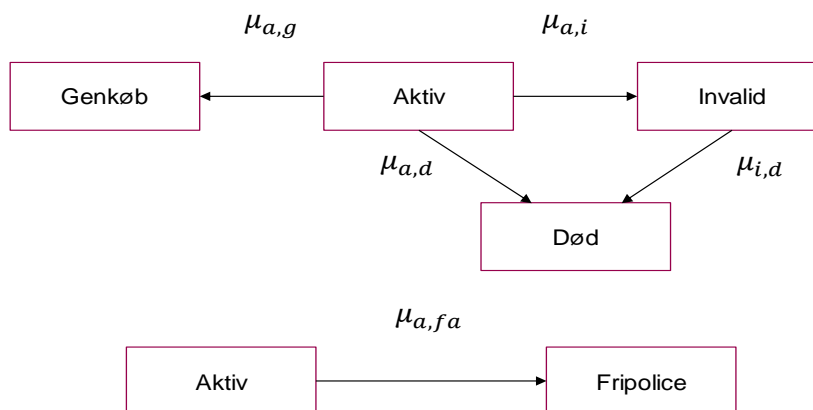 μ_{a,g}
μ_{a,i}
Genkøb
Aktiv
Invalid
μ_{a,d}
μ_{i,d}
Død
μ_{a,fa}
Aktiv
Fripolice